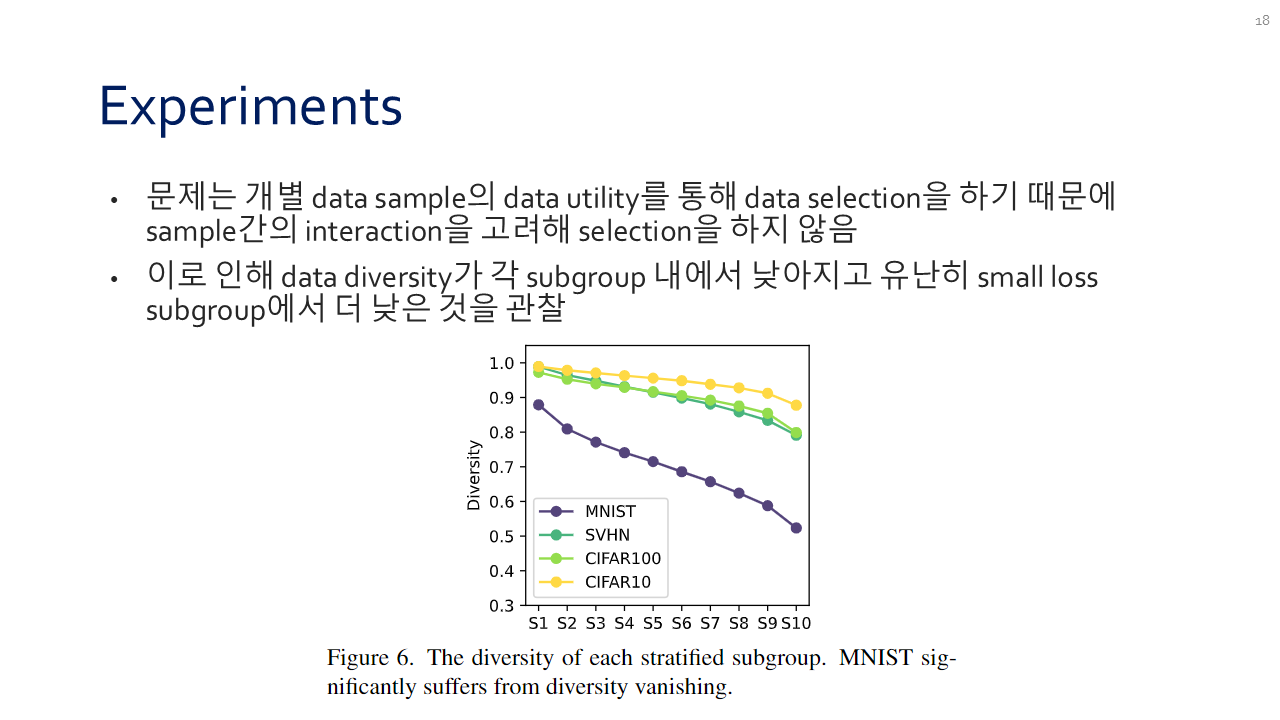 18
Experiments
• 문제는 개별 data sample의 data utility를 통해 data selection을 하기 때문에
sample간의 interaction을 고려해 selection을 하지 않음
• 이로 인해 data diversity가 각 subgroup 내에서 낮아지고 유난히 small loss
subgroup에서 더 낮은 것을 관찰
1.0
0.9
0.8
0.7
0.6
0.5
0.4
0.3
Diversity
MNIST
SVHN
CIFAR100
CIFAR10
S1 S2 S3 S4 S5 S6 S7 S8 S9 S10
Figure 6. The diversity of each stratified subgroup. MNIST sig-
nificantly suffers from diversity vanishing.